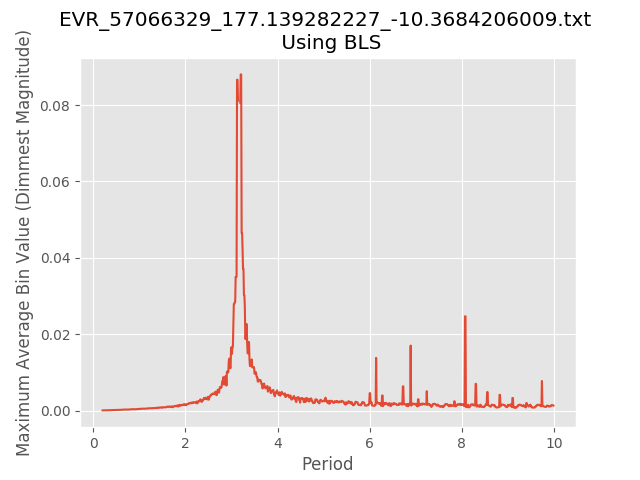 EVR_57066329_177.139282227_-10.3684206009.txt
Using BLS
Maximum Average Bin Value (Dimmest Magnitude)
0.08
0.06
0.04
0.02
0.00
0
2
4
6
8
10
Period